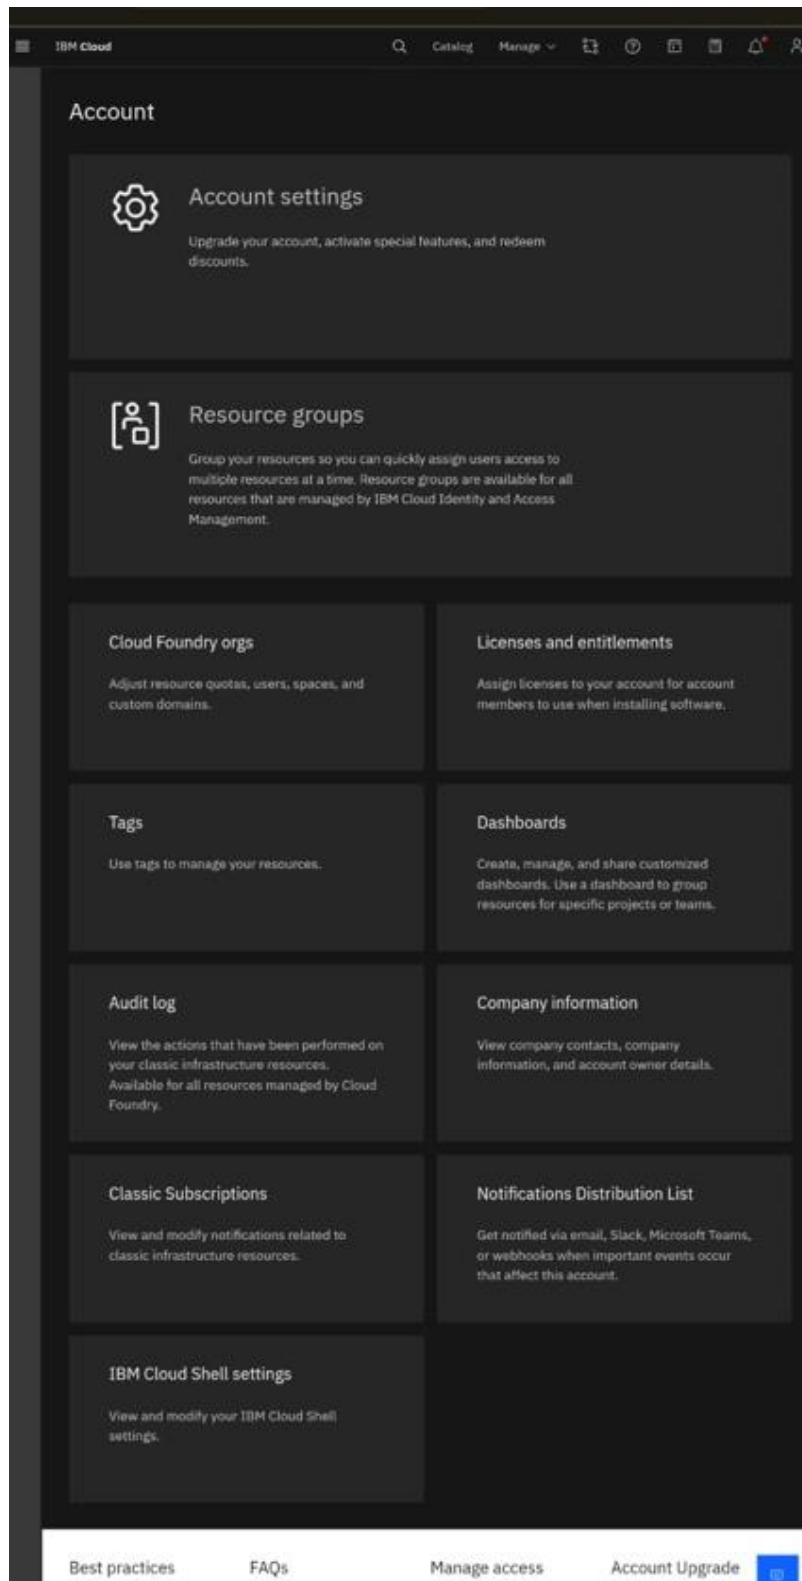 IBM Cloud
Catalog
Manage
Account
Account settings
Upgrade your account, activate special features, and redeem
discounts.
Resource groups
Group your resources so you can quickly assign users access to
multiple resources at a time. Resource groups are available for all
resources that are managed by IBM Cloud Identity and Access
Management.
Cloud Foundry orgs
Adjust resource quotas, users, spaces, and
custom domains.
Licenses and entitlements
Assign licenses to your account for account
members to use when installing software.
Tags
Use tags to manage your resources.
Dashboards
Create, manage, and share customized
dashboards. Use a dashboard to group
resources for specific projects or teams.
Audit log
View the actions that have been performed on
your classic infrastructure resources.
Available for all resources managed by Cloud
Foundry.
Company information
View company contacts, company
information, and account owner details.
Classic Subscriptions
View and modify notifications related to
classic infrastructure resources.
Notifications Distribution List
Get notified via email, Slack, Microsoft Teams,
or webhooks when important events occur
that affect this account.
IBM Cloud Shell settings
View and modify your IBM Cloud Shell
settings.
Best practices
FAQs
Manage access
Account Upgrade